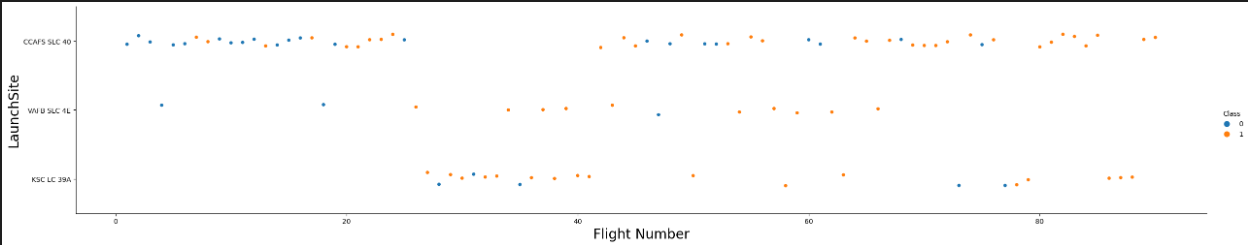 LaunchSite
CCAFS SLC 40
VAFB SLC 4E
KSC LC 39A
0 20 40 60 80
Flight Number
Class
0
1